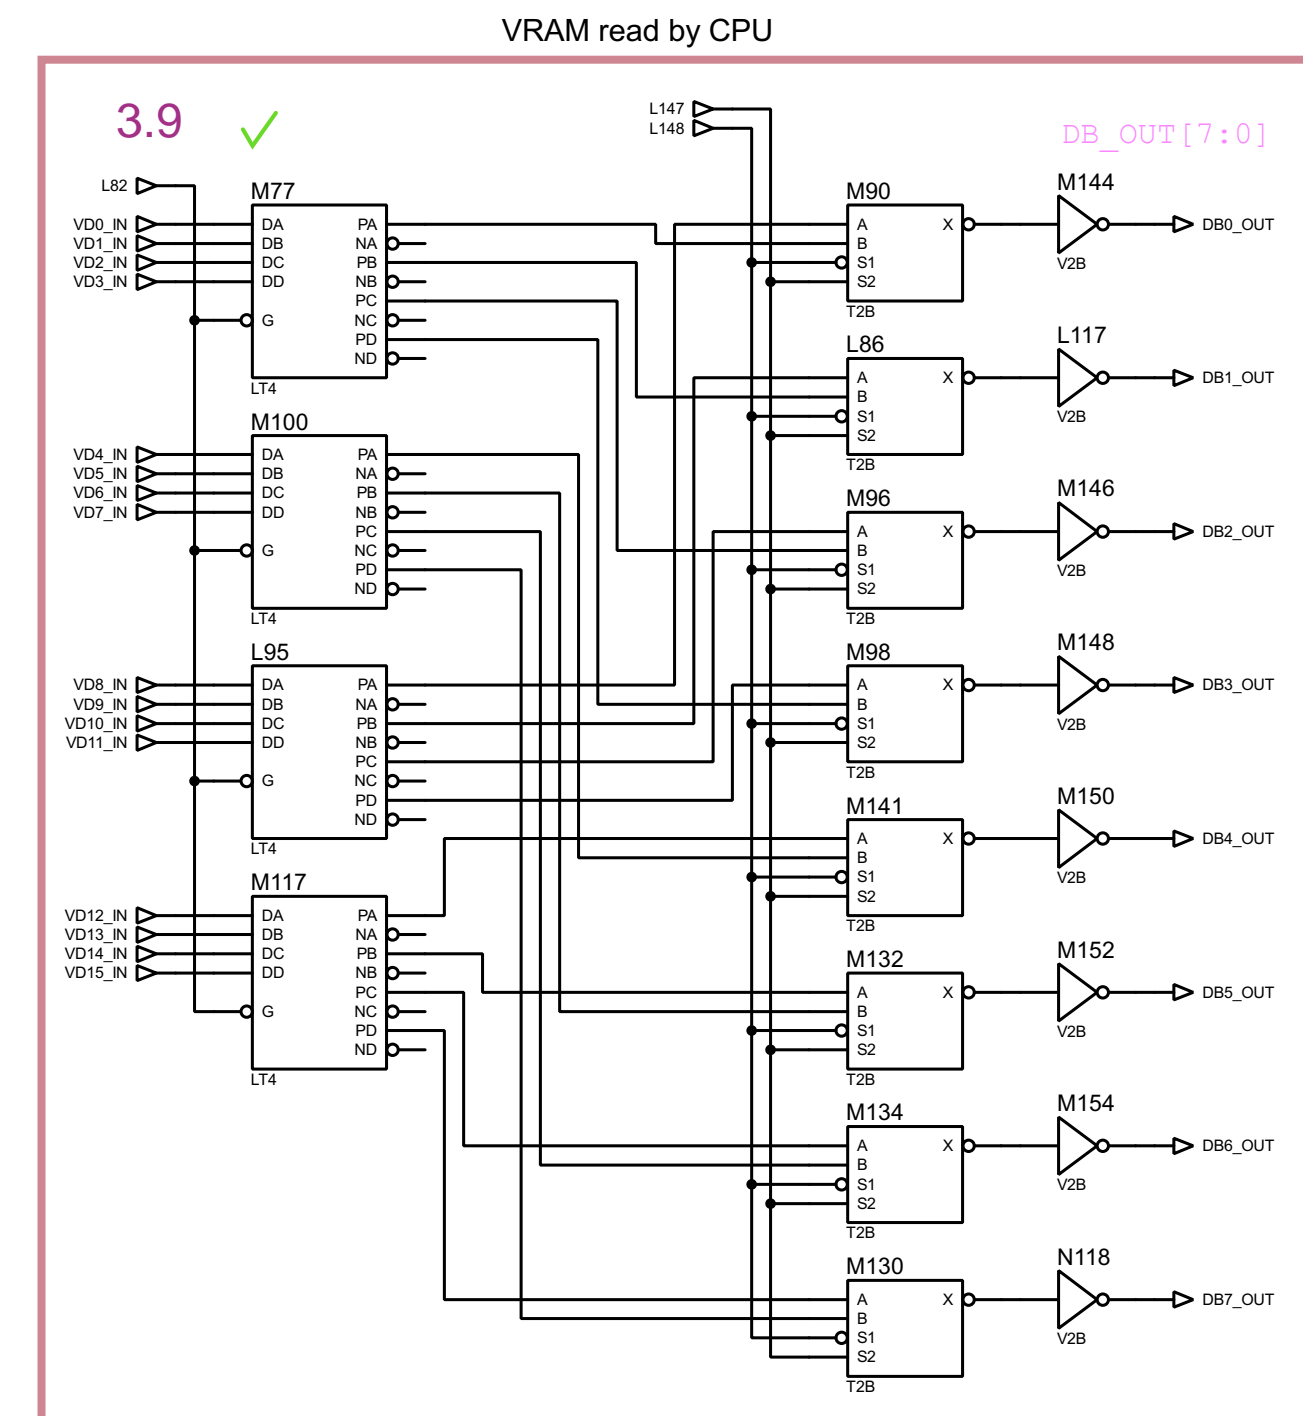 VRAM read by CPU
3.9
L147
L148
DB_OUT[7:0]
L82
VD0_IN
VD1_IN
VD2_IN
VD3_IN
M77
DA PA
DB NA
DC PB
DD NB
PC
G NC
PD
ND
LT4
VD4_IN
VD5_IN
VD6_IN
VD7_IN
M100
DA PA
DB NA
DC PB
DD NB
PC
G NC
PD
ND
LT4
VD8_IN
VD9_IN
VD10_IN
VD11_IN
L95
DA PA
DB NA
DC PB
DD NB
PC
G NC
PD
ND
LT4
VD12_IN
VD13_IN
VD14_IN
VD15_IN
M117
DA PA
DB NA
DC PB
DD NB
PC
G NC
PD
ND
LT4
M90
A X
B
S1
S2
T2B
M144
V2B
DB0_OUT
L86
A X
B
S1
S2
T2B
L117
V2B
DB1_OUT
M96
A X
B
S1
S2
T2B
M146
V2B
DB2_OUT
M98
A X
B
S1
S2
T2B
M148
V2B
DB3_OUT
M141
A X
B
S1
S2
T2B
M150
V2B
DB4_OUT
M132
A X
B
S1
S2
T2B
M152
V2B
DB5_OUT
M134
A X
B
S1
S2
T2B
M154
V2B
DB6_OUT
M130
A X
B
S1
S2
T2B
N118
V2B
DB7_OUT